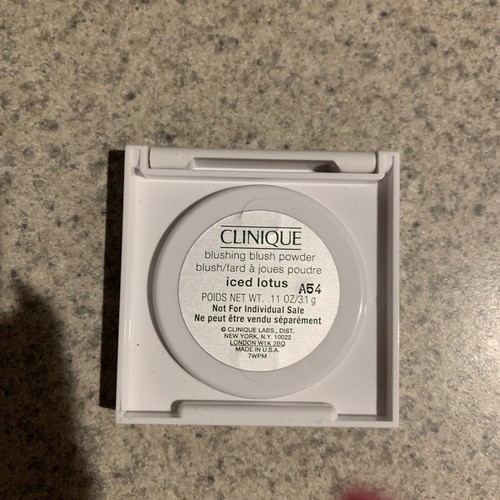 CLINIQUE
blushing blush powder
blush/fard à joues poudre
iced lotus A54
POIDS NET WT. .11 OZ/3.1 g
Not For Individual Sale
Ne peut être vendu séparément
© CLINIQUE LABS., DIST.
NEW YORK, N.Y. 10022
LONDON W1K 3BQ
MADE IN U.S.A.
7WPM